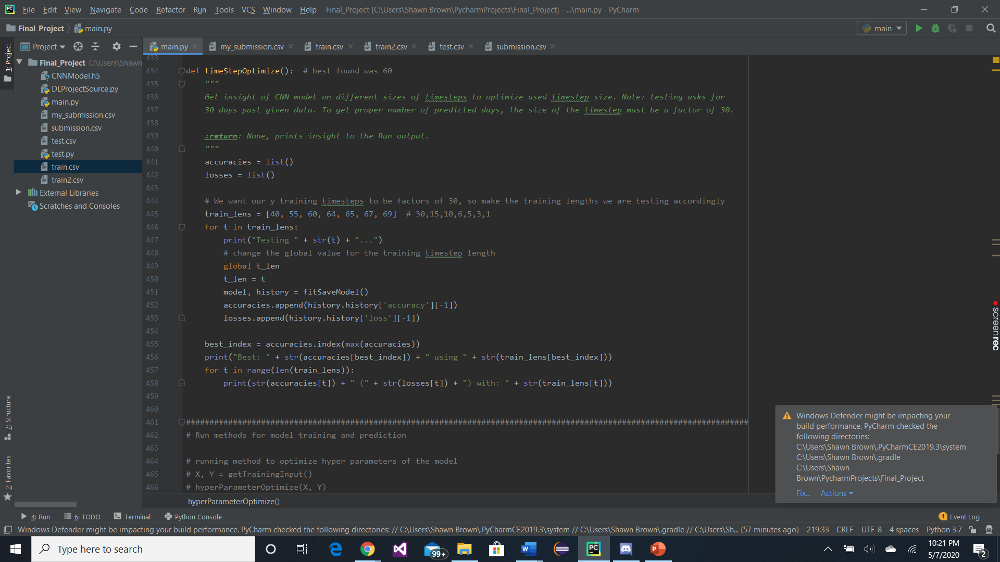 File Edit View Navigate Code Refactor Run Tools VCS Window Help Final_Project [C:\Users\Shawn Brown\PycharmProjects\Final_Project] - ...\main.py - PyCharm
Final_Project main.py main
Project main.py my_submission.csv train.csv train2.csv test.csv submission.csv
1: Project
Final_Project C:\Users\Shawn
CNNModel.h5
DLProjectSource.py
main.py
my_submission.csv
submission.csv
test.csv
test.py
train.csv
train2.csv
External Libraries
Scratches and Consoles
7: Structure
2: Favorites
433
434 def timeStepOptimize():  # best found was 60
435 """
436 Get insight of CNN model on different sizes of timesteps to optimize used timestep size. Note: testing asks for
437 30 days past given data. To get proper number of predicted days, the size of the timestep must be a factor of 30.
438
439 :return: None, prints insight to the Run output.
440 """
441 accuracies = list()
442 losses = list()
443
444 # We want our y training timesteps to be factors of 30, so make the training lengths we are testing accordingly
445 train_lens = [40, 55, 60, 64, 65, 67, 69]  # 30,15,10,6,5,3,1
446 for t in train_lens:
447 print("Testing " + str(t) + "...")
448 # change the global value for the training timestep length
449 global t_len
450 t_len = t
451 model, history = fitSaveModel()
452 accuracies.append(history.history['accuracy'][-1])
453 losses.append(history.history['loss'][-1])
454
455 best_index = accuracies.index(max(accuracies))
456 print("Best: " + str(accuracies[best_index]) + " using " + str(train_lens[best_index]))
457 for t in range(len(train_lens)):
458 print(str(accuracies[t]) + " (" + str(losses[t]) + ") with: " + str(train_lens[t]))
459
460
461 ########################################################################################################################
462 # Run methods for model training and prediction
463
464 # running method to optimize hyper parameters of the model
465 # X, Y = getTrainingInput()
466 # hyperParameterOptimize(X, Y)
hyperParameterOptimize()
screenrec
Windows Defender might be impacting your
build performance. PyCharm checked the
following directories:
C:\Users\Shawn Brown\.PyCharmCE2019.3\system
C:\Users\Shawn Brown\.gradle
C:\Users\Shawn
Brown\PycharmProjects\Final_Project
Fix... Actions
4: Run 6: TODO Terminal Python Console 1 Event Log
Windows Defender might be impacting your build performance. PyCharm checked the following directories: // C:\Users\Shawn Brown\.PyCharmCE2019.3\system // C:\Users\Shawn Brown\.gradle // C:\Users\Sh... (57 minutes ago) 219:33 CRLF UTF-8 4 spaces Python 3.7
Type here to search 99+ 10:21 PM
5/7/2020 2